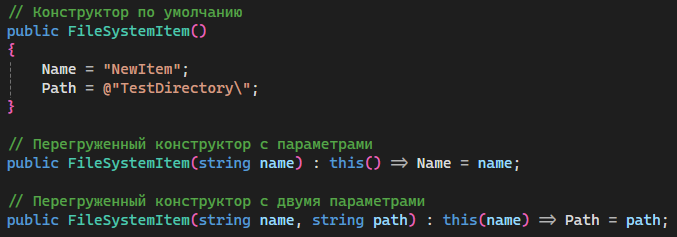 // Конструктор по умолчанию
public FileSystemItem()
{
    Name = "NewItem";
    Path = @"TestDirectory\";
}
// Перегруженный конструктор с параметрами
public FileSystemItem(string name) : this() => Name = name;
// Перегруженный конструктор с двумя параметрами
public FileSystemItem(string name, string path) : this(name) => Path = path;